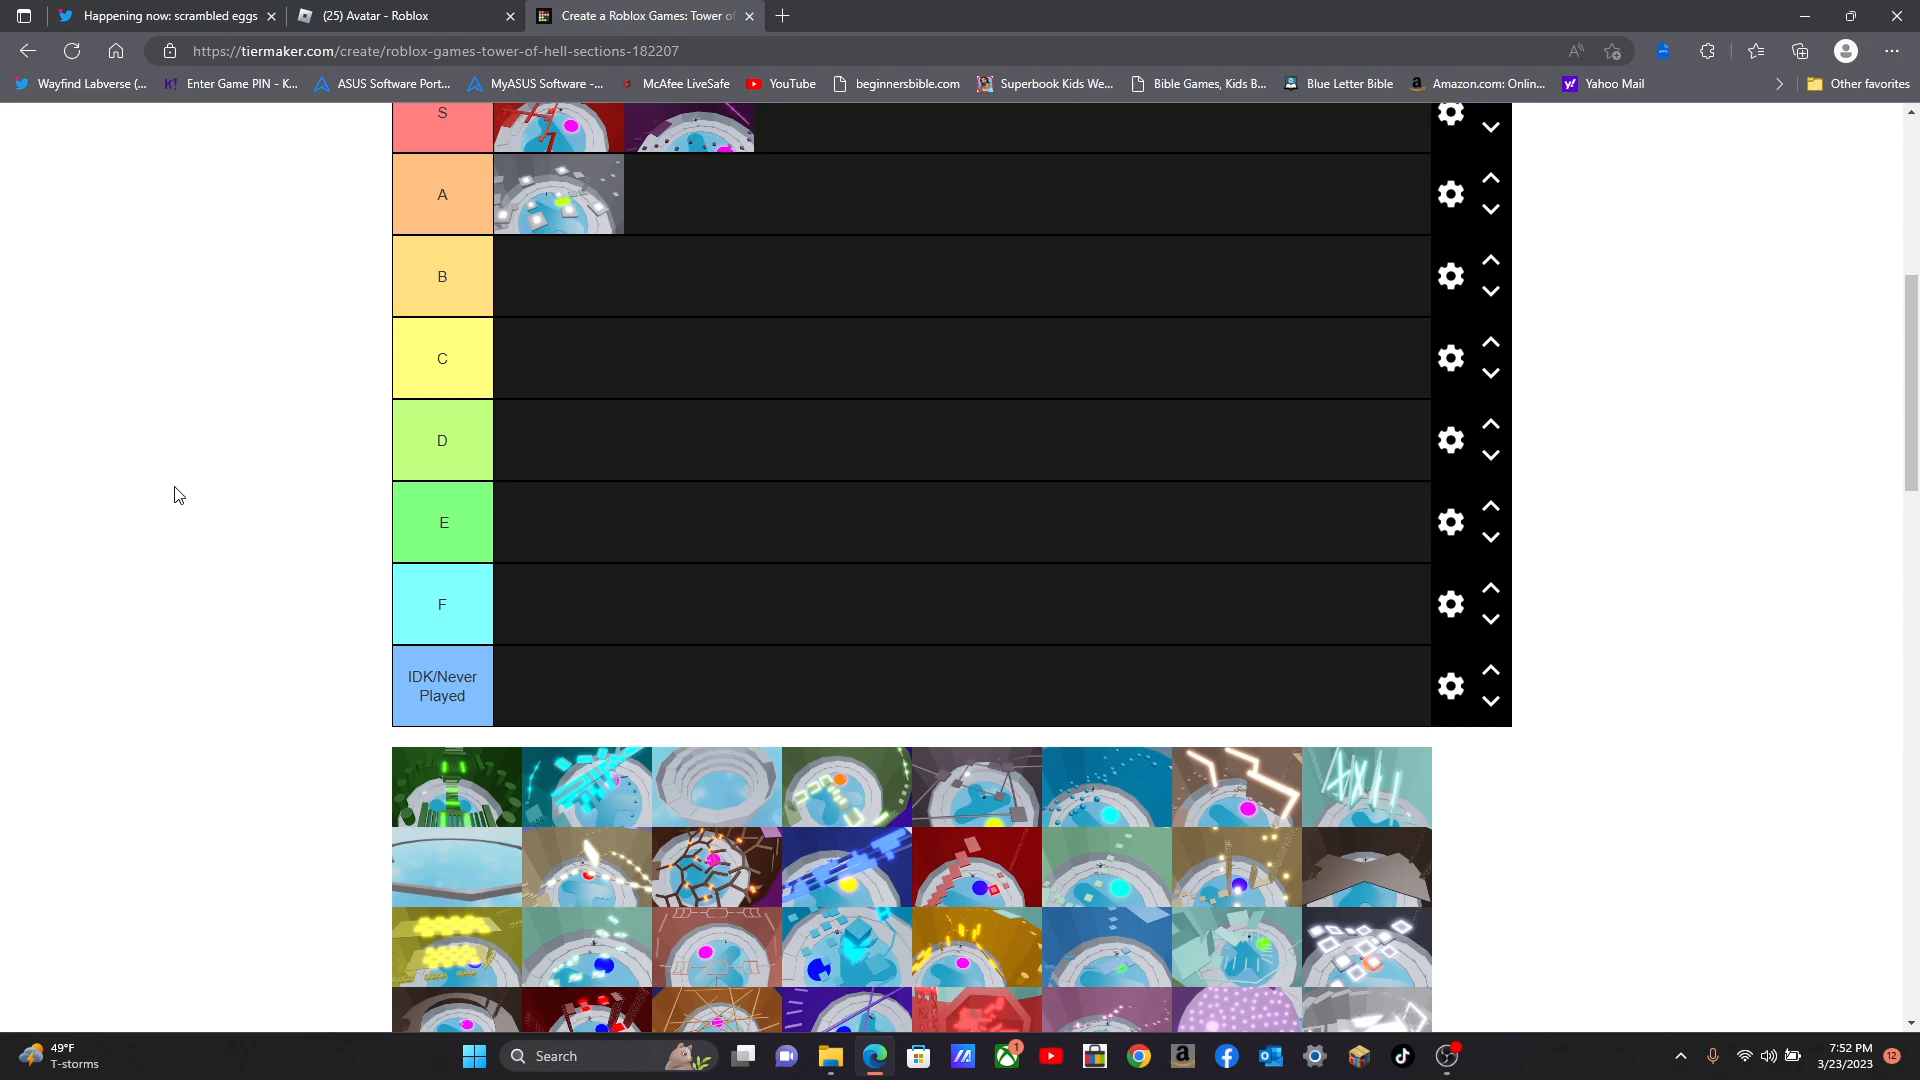 Happening now: scrambled eggs
(25) Avatar - Roblox
Create a Roblox Games: Tower of
https://tiermaker.com/create/roblox-games-tower-of-hell-sections-182207
Wayfind Labverse (...
K!
Enter Game PIN - K...
ASUS Software Port...
MyASUS Software -...
McAfee LiveSafe
YouTube
beginnersbible.com
Superbook Kids We...
Bible Games, Kids B...
Blue Letter Bible
Amazon.com: Onlin...
Yahoo Mail
Other favorites
S
A
B
C
D
E
F
IDK/Never
Played
49°F
T-storms
Search
1
7:52 PM
3/23/2023
12